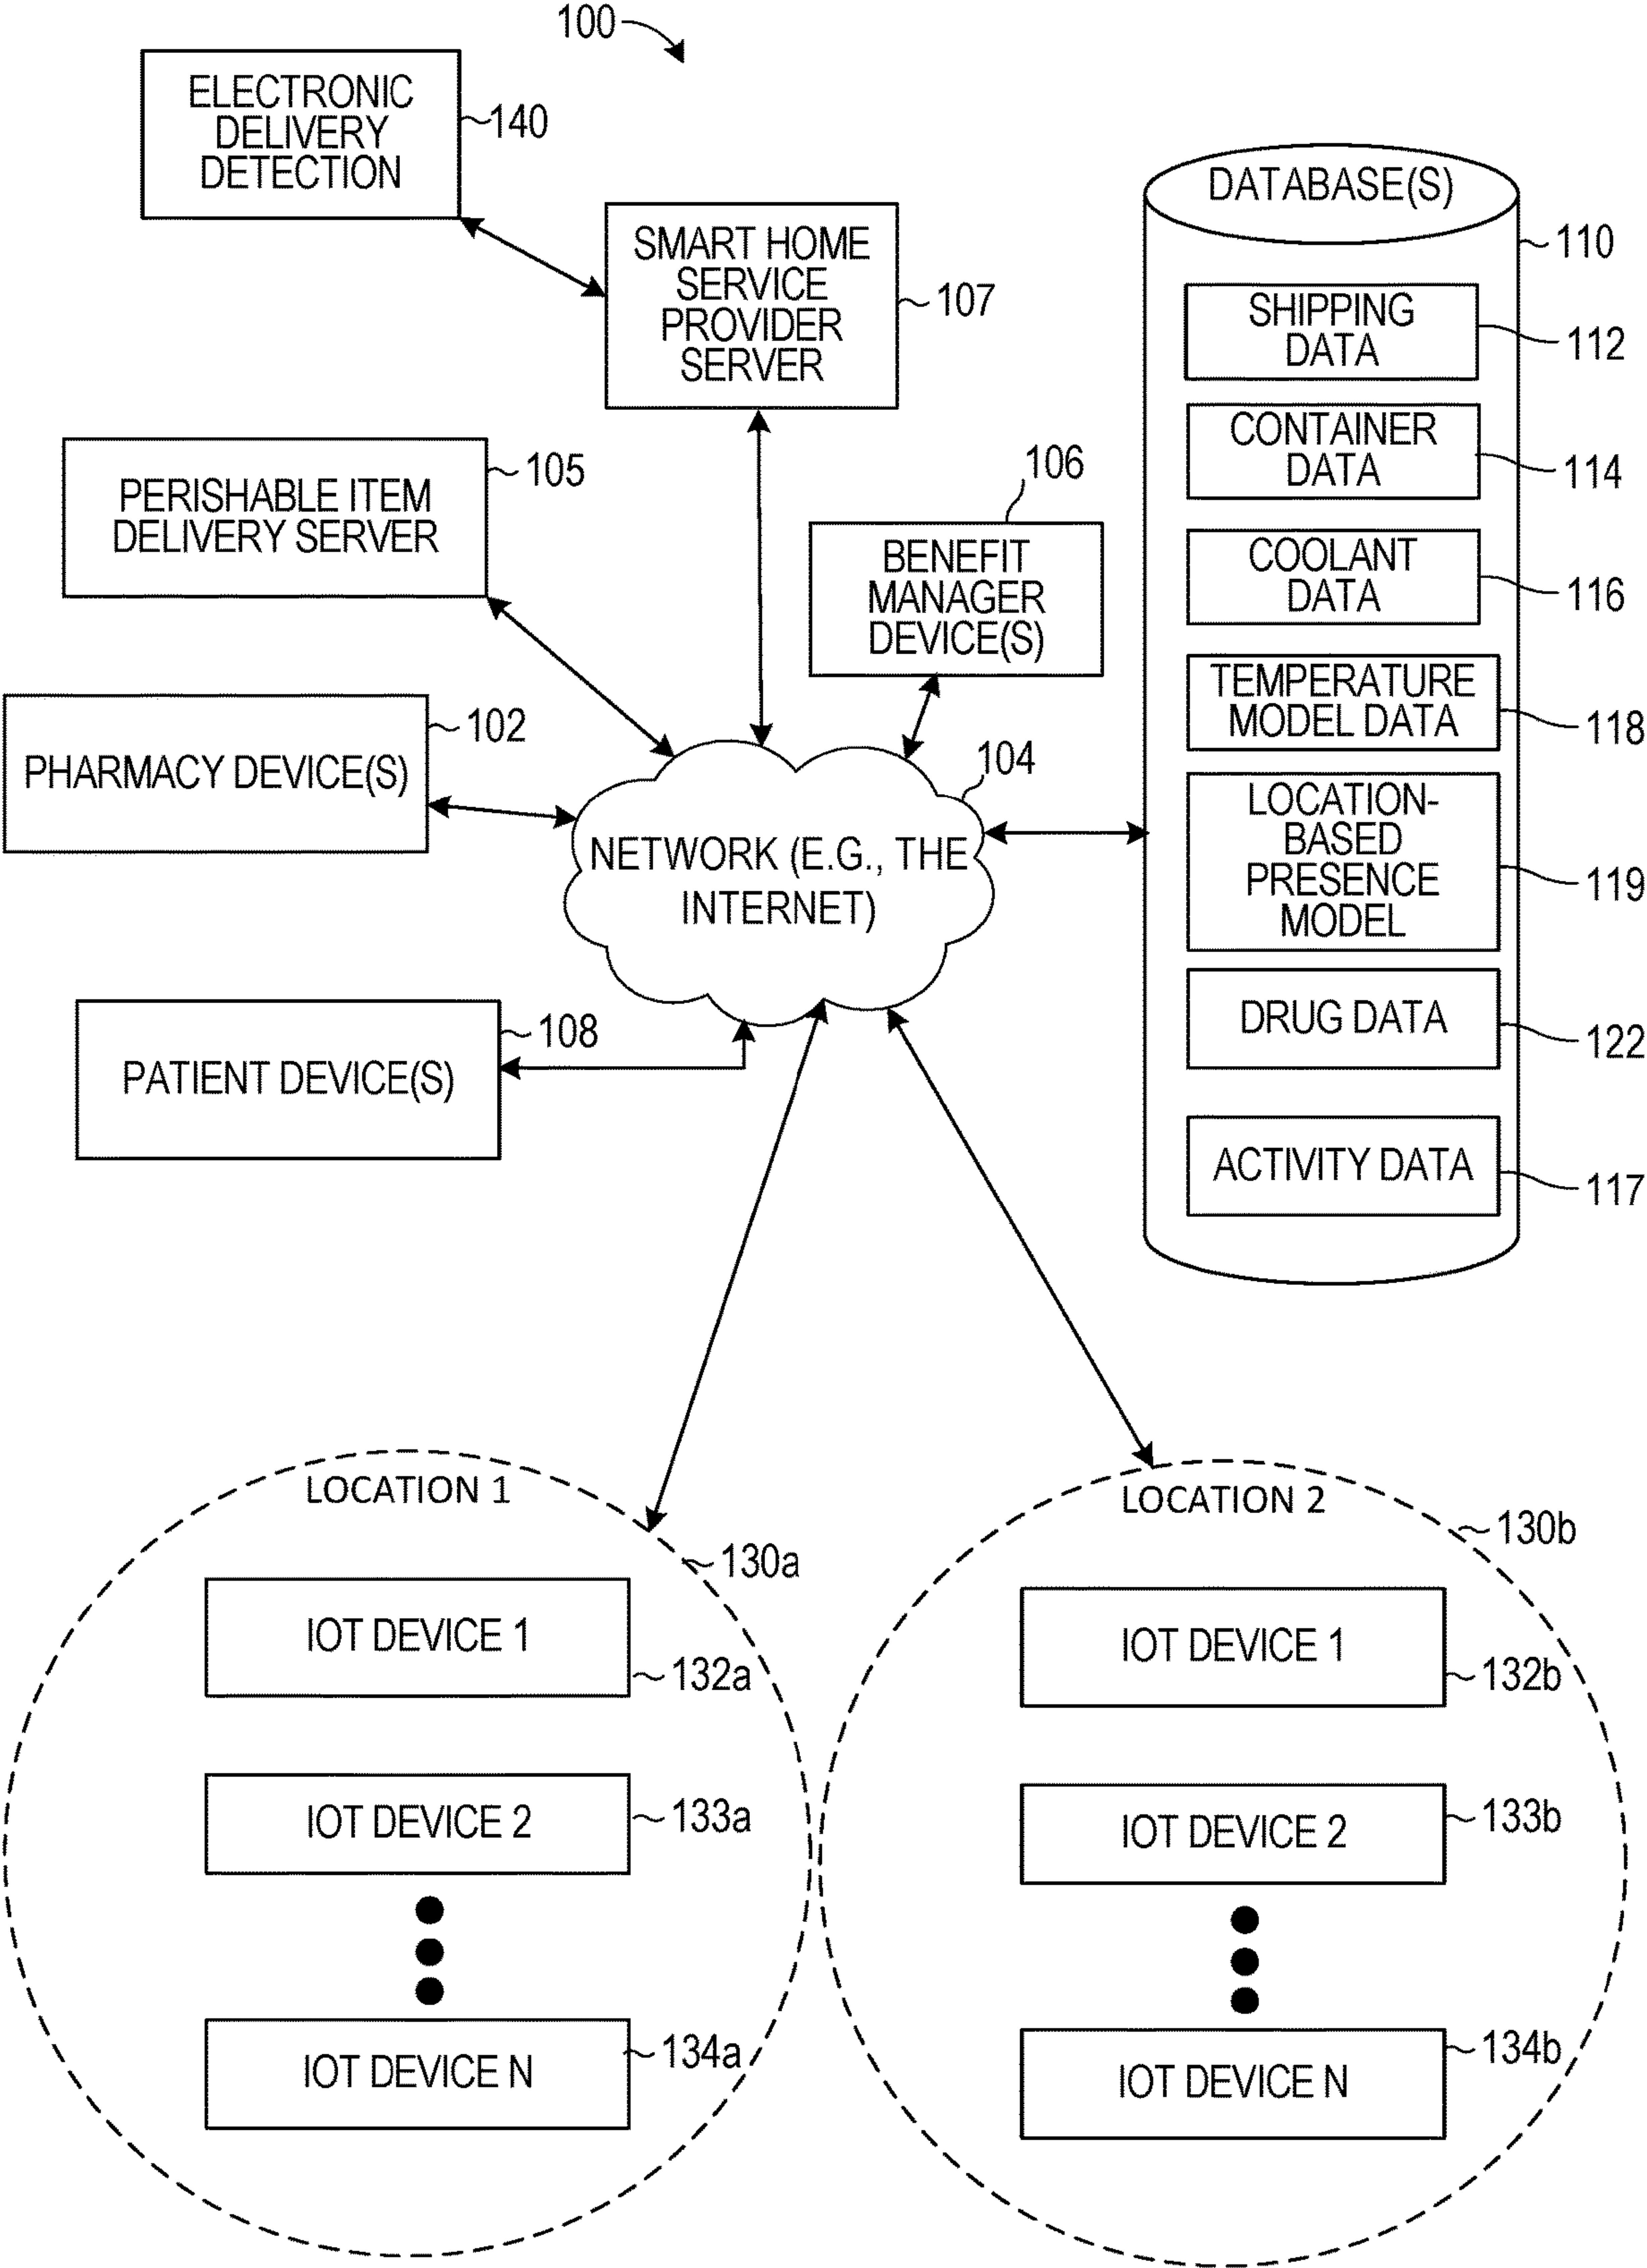 100
ELECTRONIC
DELIVERY
DETECTION
140
SMART HOME
SERVICE
PROVIDER
SERVER
107
PERISHABLE ITEM
DELIVERY SERVER
105
BENEFIT
MANAGER
DEVICE(S)
106
PHARMACY DEVICE(S)
102
NETWORK (E.G., THE
INTERNET)
104
PATIENT DEVICE(S)
108
DATABASE(S)
110
SHIPPING
DATA
112
CONTAINER
DATA
114
COOLANT
DATA
116
TEMPERATURE
MODEL DATA
118
LOCATION-
BASED
PRESENCE
MODEL
119
DRUG DATA
122
ACTIVITY DATA
117
LOCATION 1
130a
IOT DEVICE 1
132a
IOT DEVICE 2
133a
IOT DEVICE N
134a
LOCATION 2
130b
IOT DEVICE 1
132b
IOT DEVICE 2
133b
IOT DEVICE N
134b